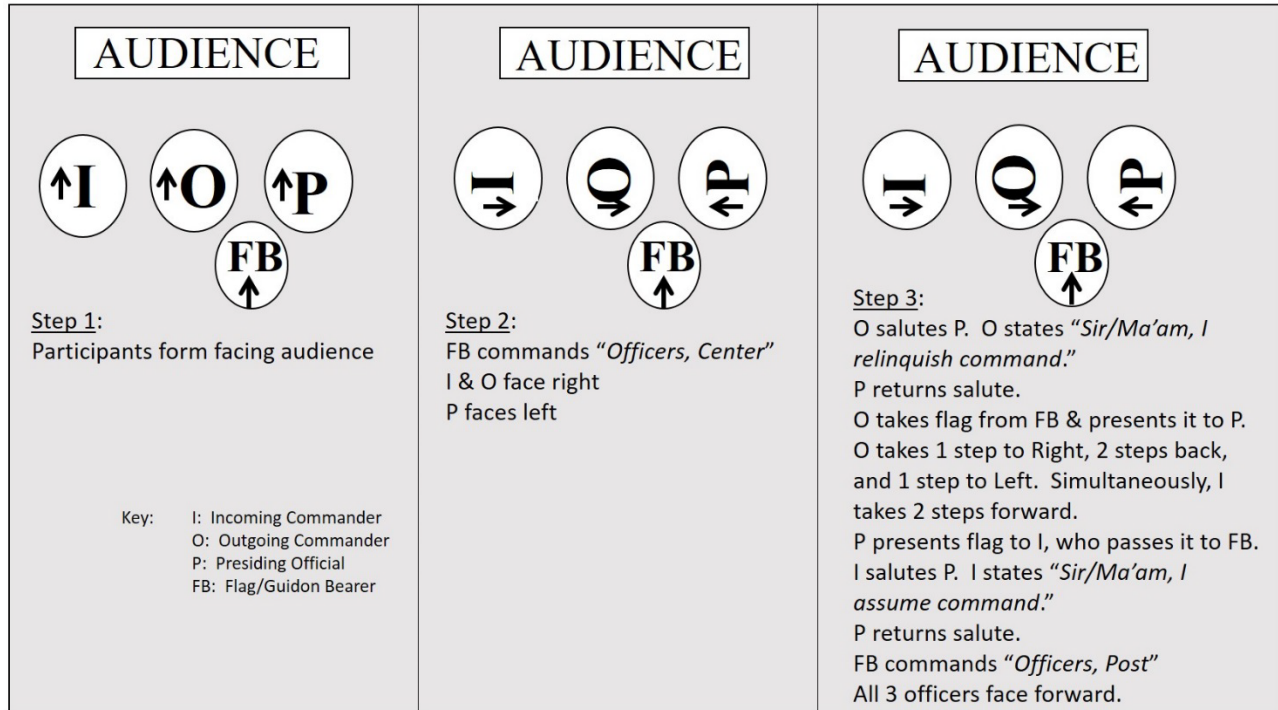 AUDIENCE
I
O
P
FB
Step 1:
Participants form facing audience
Key: I: Incoming Commander
O: Outgoing Commander
P: Presiding Official
FB: Flag/Guidon Bearer
AUDIENCE
I
O
P
FB
Step 2:
FB commands “Officers, Center”
I & O face right
P faces left
AUDIENCE
I
O
P
FB
Step 3:
O salutes P. O states “Sir/Ma’am, I
relinquish command.”
P returns salute.
O takes flag from FB & presents it to P.
O takes 1 step to Right, 2 steps back,
and 1 step to Left. Simultaneously, I
takes 2 steps forward.
P presents flag to I, who passes it to FB.
I salutes P. I states “Sir/Ma’am, I
assume command.”
P returns salute.
FB commands “Officers, Post”
All 3 officers face forward.